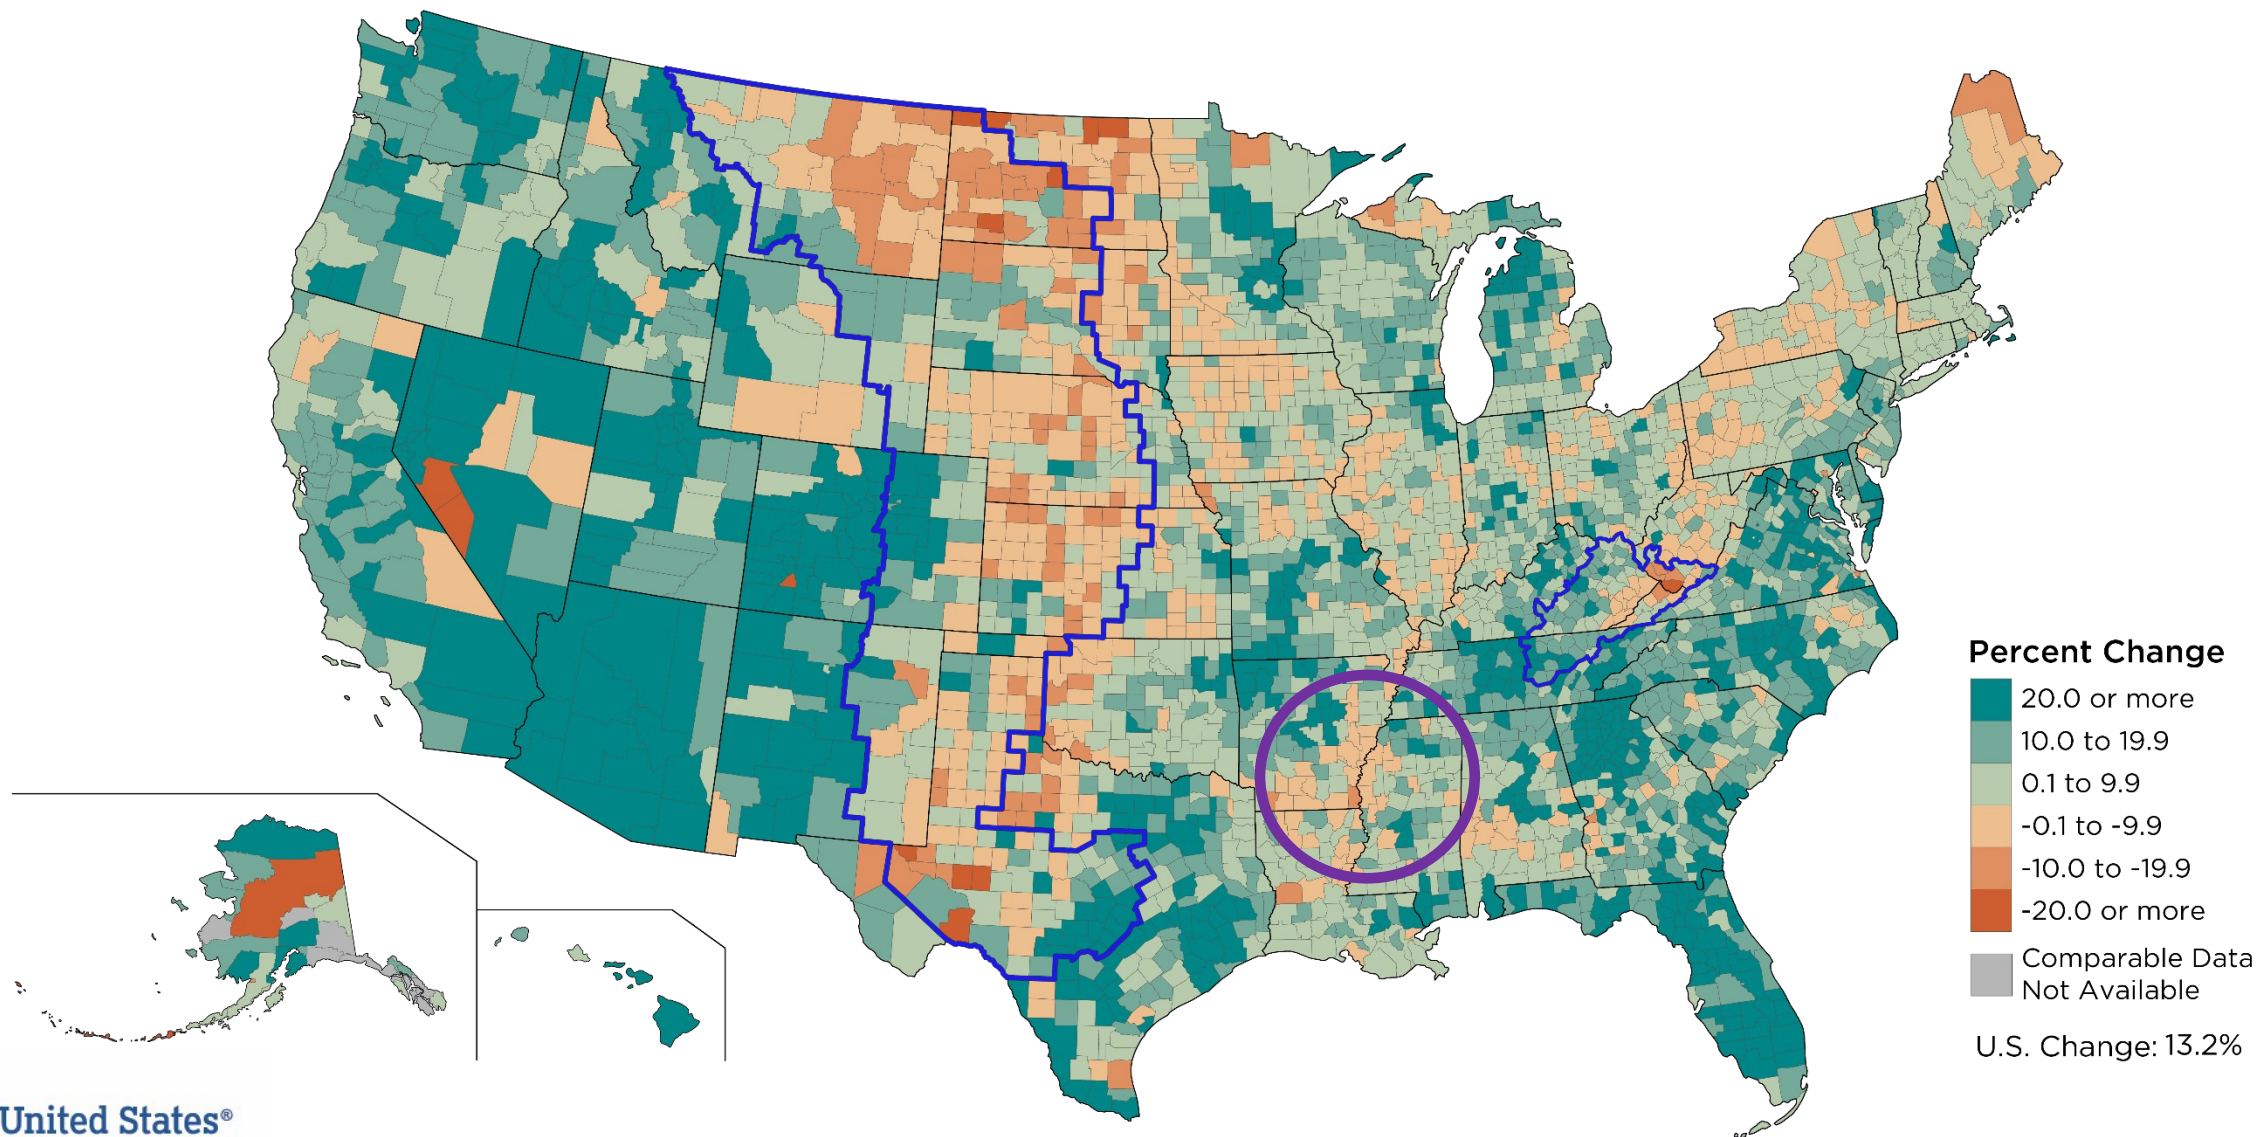 Percent Change
20.0 or more
10.0 to 19.9
0.1 to 9.9
-0.1 to -9.9
-10.0 to -19.9
-20.0 or more
Comparable Data
Not Available
U.S. Change: 13.2%
United States®